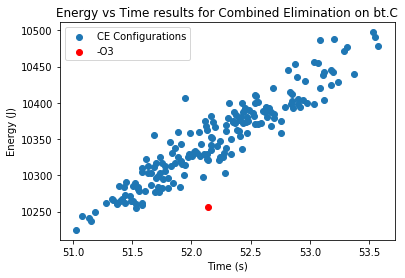 Energy vs Time results for Combined Elimination on bt.C
CE Configurations
-O3
Energy (J)
10500
10450
10400
10350
10300
10250
51.0 51.5 52.0 52.5 53.0 53.5
Time (s)